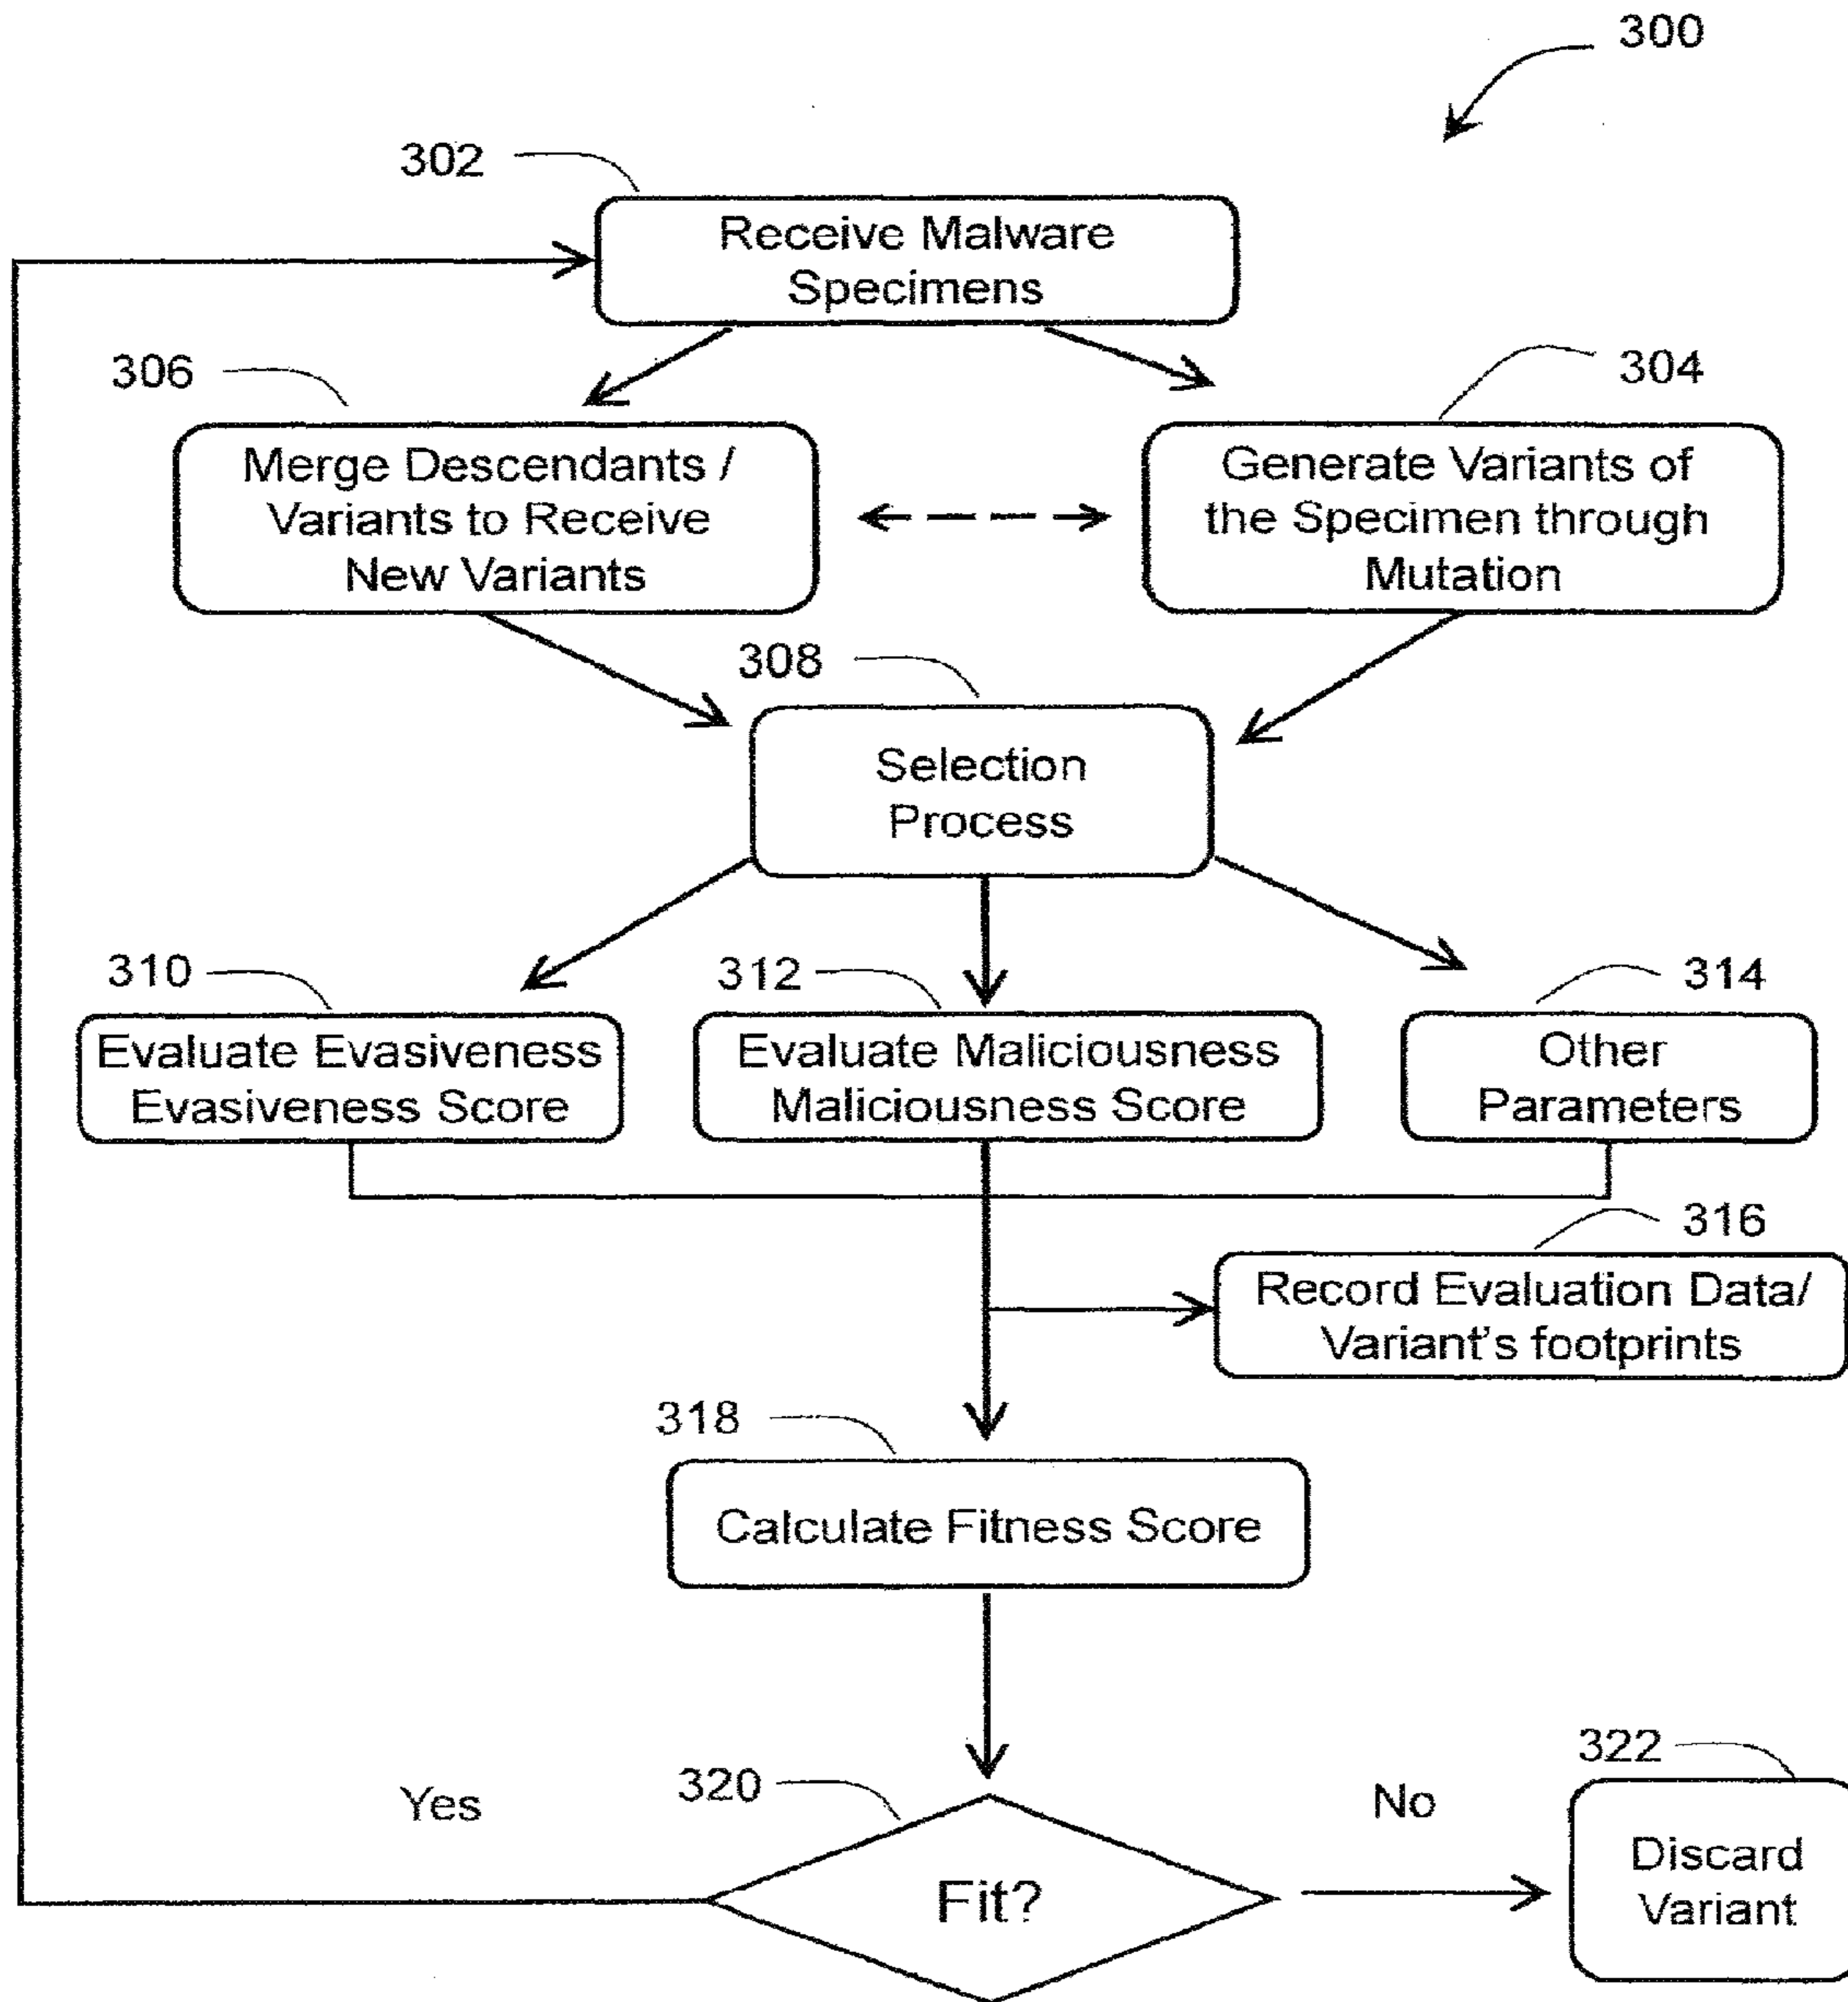 300
302
Receive Malware
Specimens
306
304
Merge Descendants /
Variants to Receive
New Variants
Generate Variants of
the Specimen through
Mutation
308
Selection
Process
310
312
314
Evaluate Evasiveness
Evasiveness Score
Evaluate Maliciousness
Maliciousness Score
Other
Parameters
316
Record Evaluation Data/
Variant's footprints
318
Calculate Fitness Score
320
322
Yes
No
Fit?
Discard
Variant